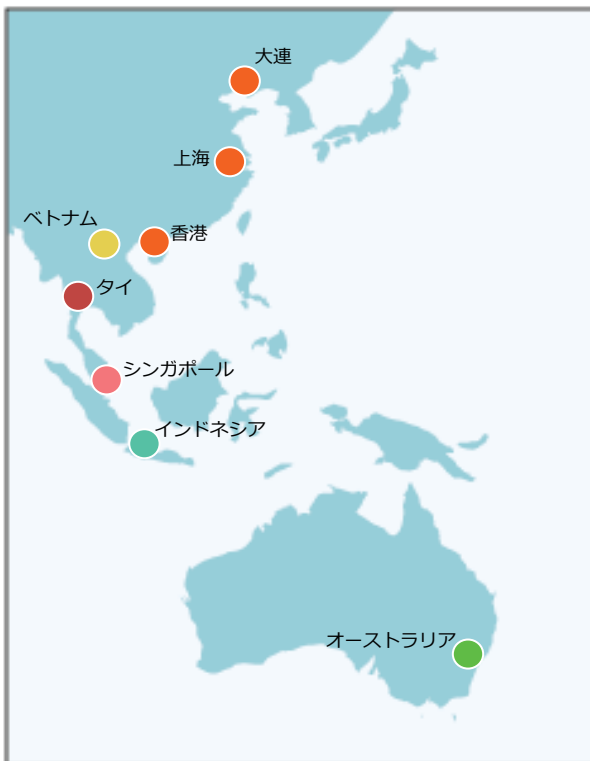 大連
上海
ベトナム
香港
タイ
シンガポール
インドネシア
オーストラリア